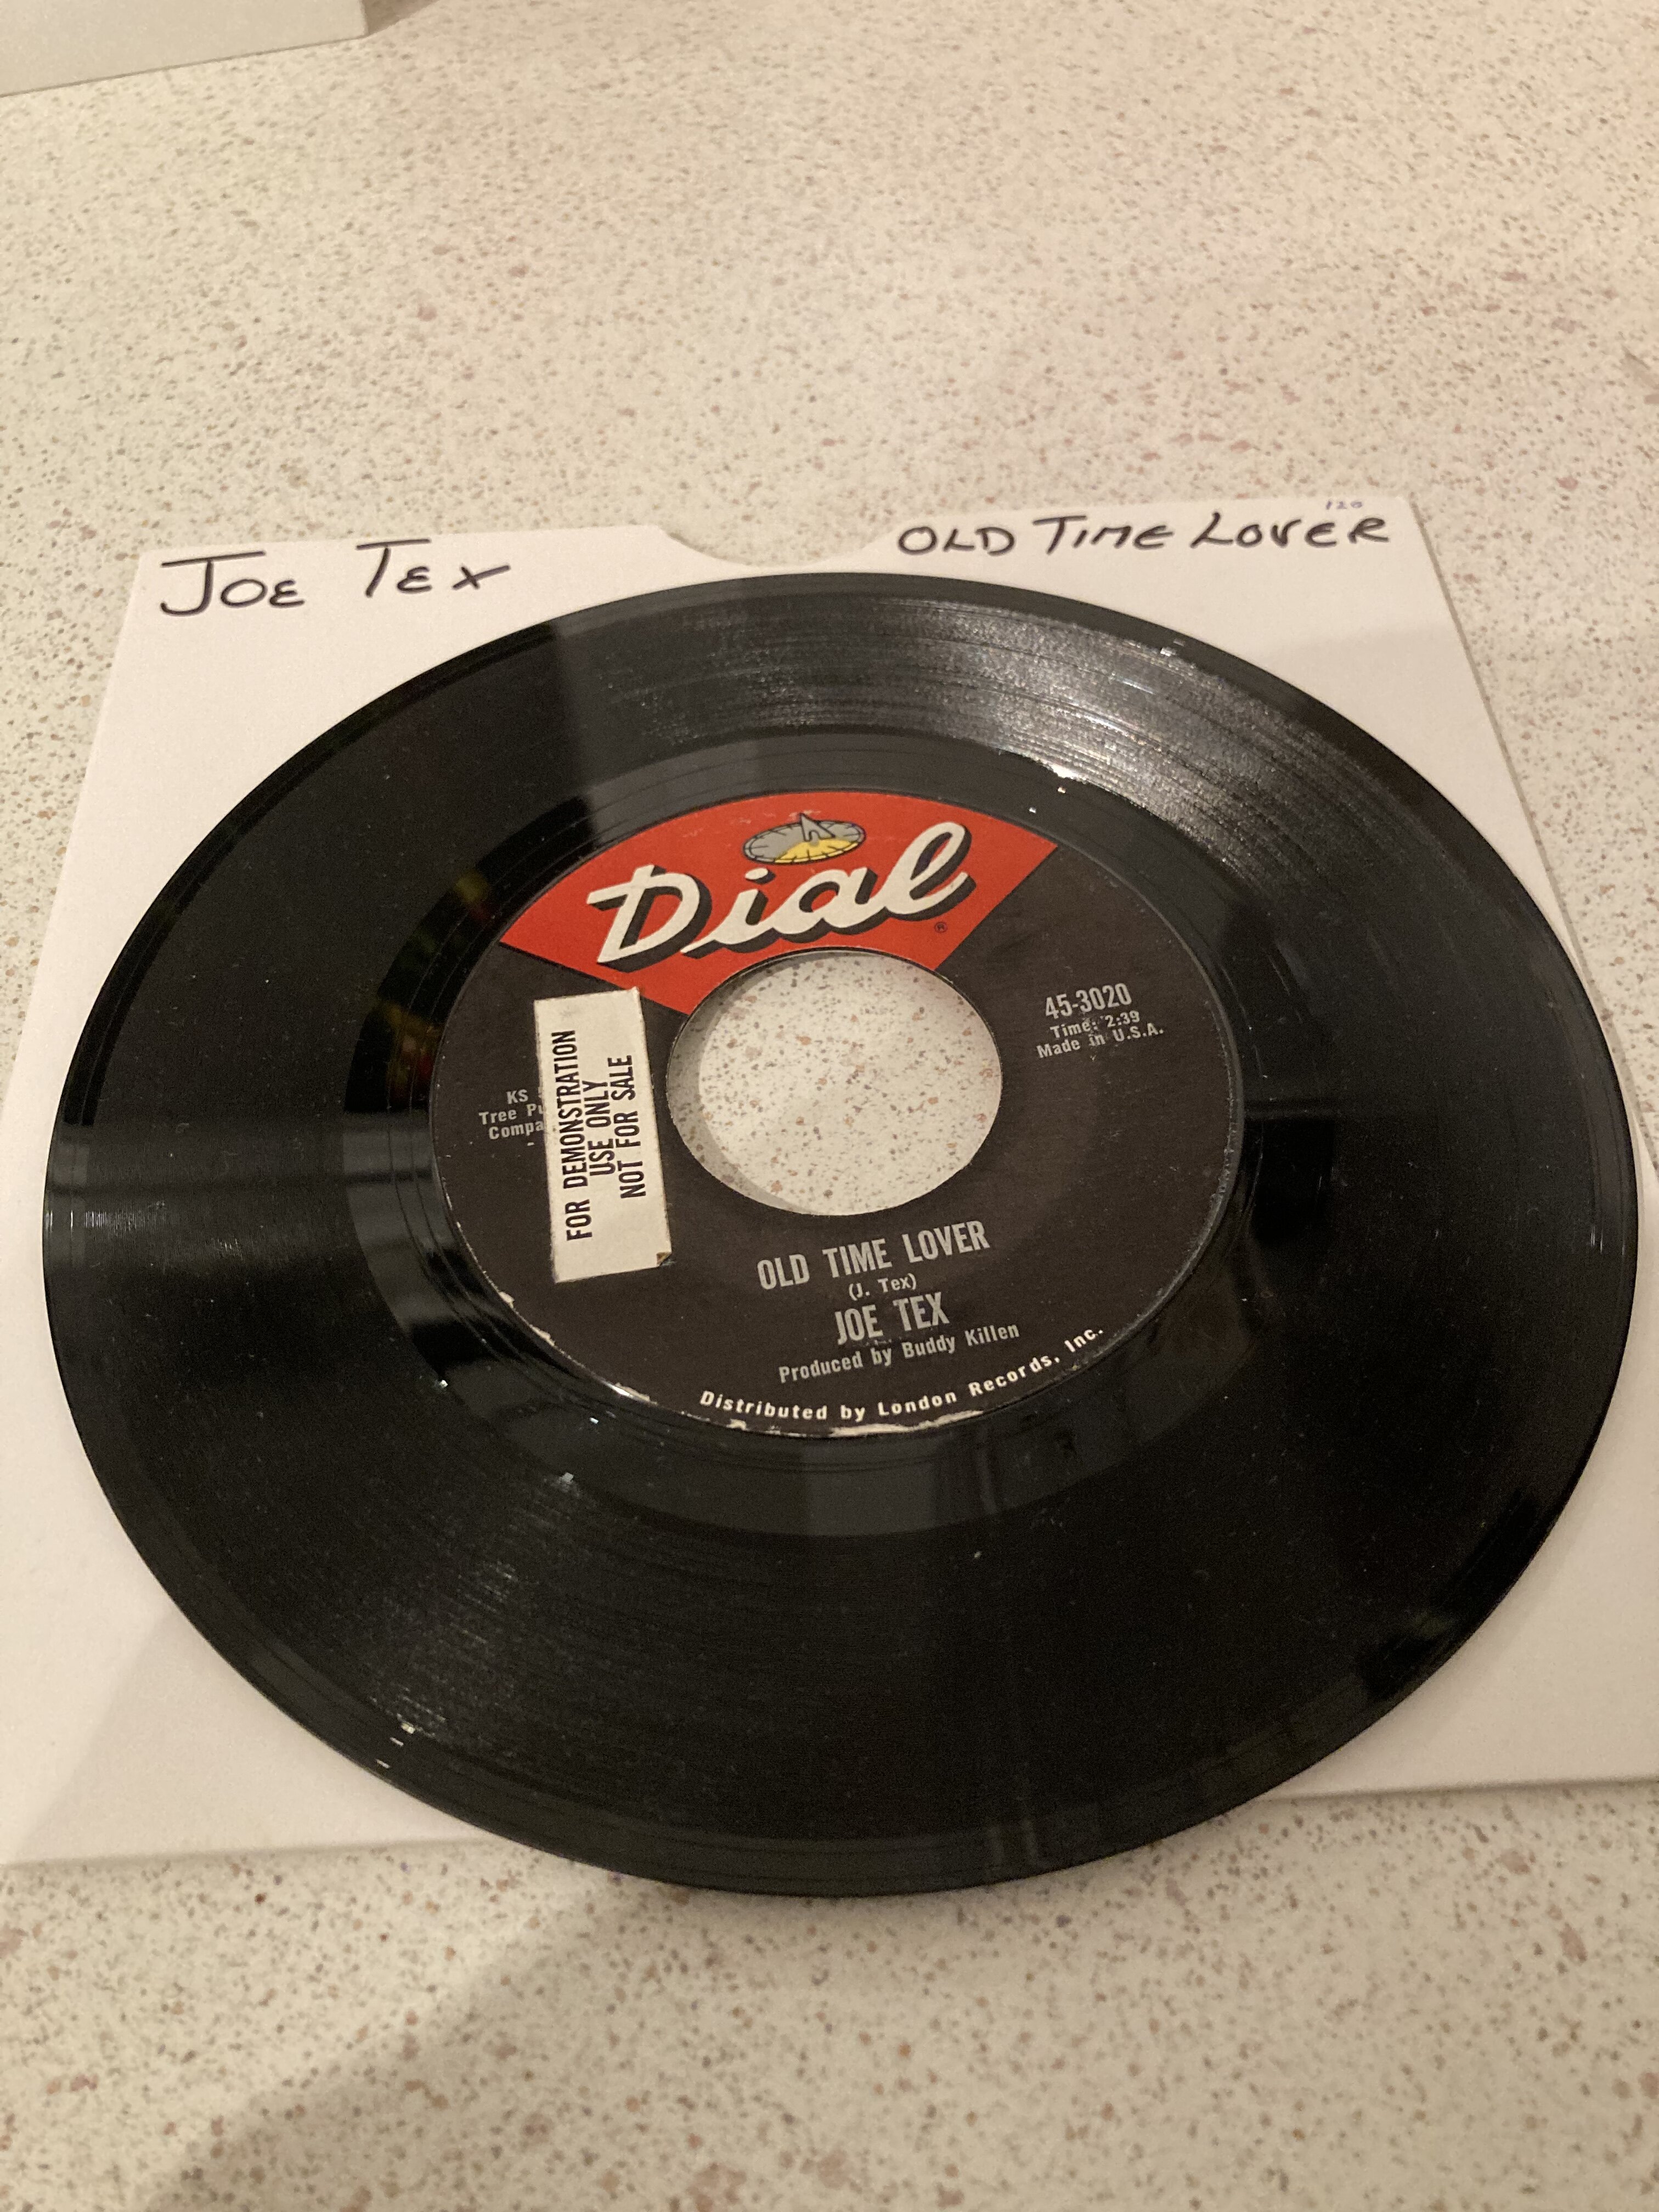 JOE TEX
OLD TIME LOVER
120
Dial
®
45-3020
Time: 2:39
Made in U.S.A.
KS
Tree
FOR DEMONSTRATION
USE ONLY
NOT FOR SALE
OLD TIME LOVER
(J. Tex)
JOE TEX
Produced by Buddy Killen
Distributed by London Records, Inc.